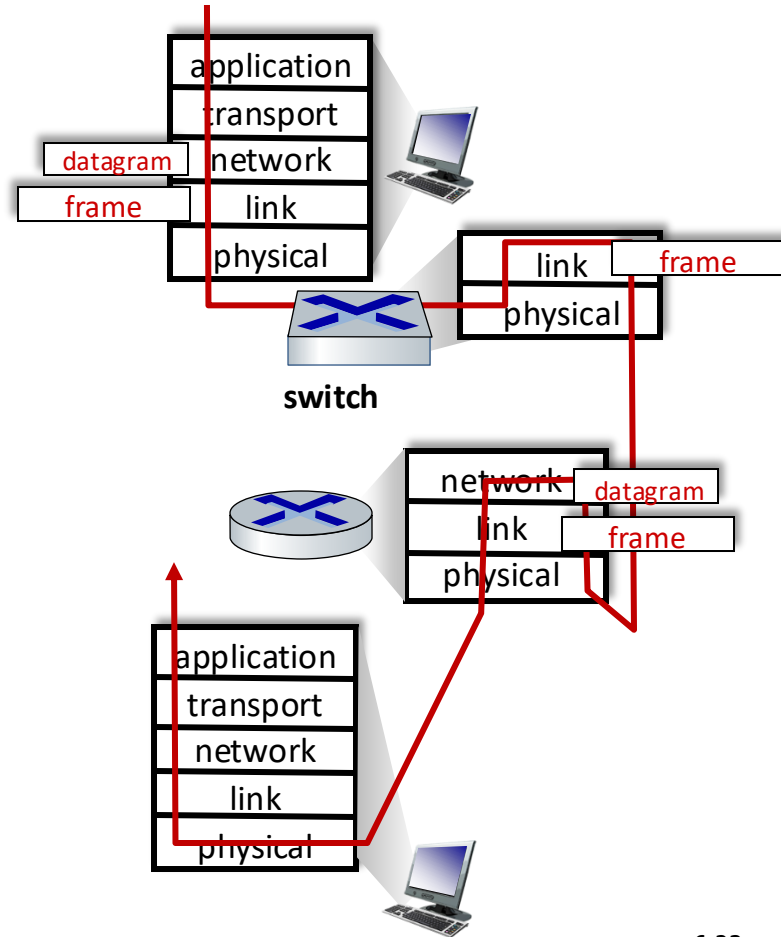 application
transport
datagram
network
frame
link
physical
link
frame
physical
switch
network
datagram
link
frame
physical
application
transport
network
link
physical